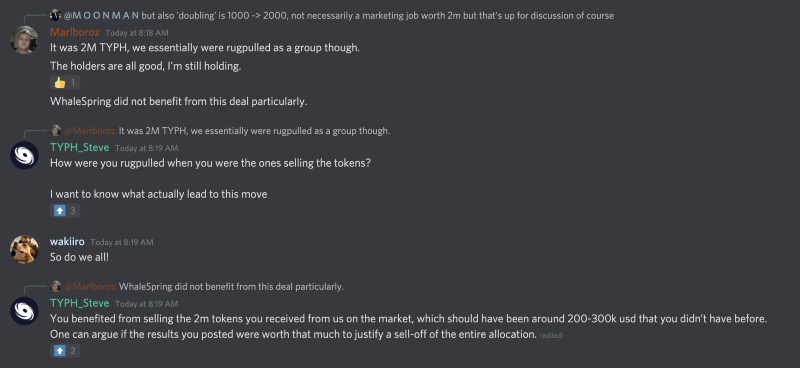 @M O O N M A N but also 'doubling' is 1000 -> 2000, not necessarily a marketing job worth 2m but that's up for discussion of course
Marlboroz Today at 8:18 AM
It was 2M TYPH, we essentially were rugpulled as a group though.
The holders are all good, I'm still holding.
1
WhaleSpring did not benefit from this deal particularly.
@Marlboroz It was 2M TYPH, we essentially were rugpulled as a group though.
TYPH_Steve Today at 8:19 AM
How were you rugpulled when you were the ones selling the tokens?
I want to know what actually lead to this move
3
wakiiro Today at 8:19 AM
So do we all!
@Marlboroz WhaleSpring did not benefit from this deal particularly.
TYPH_Steve Today at 8:19 AM
You benefited from selling the 2m tokens you received from us on the market, which should have been around 200-300k usd that you didn't have before.
One can argue if the results you posted were worth that much to justify a sell-off of the entire allocation. (edited)
2